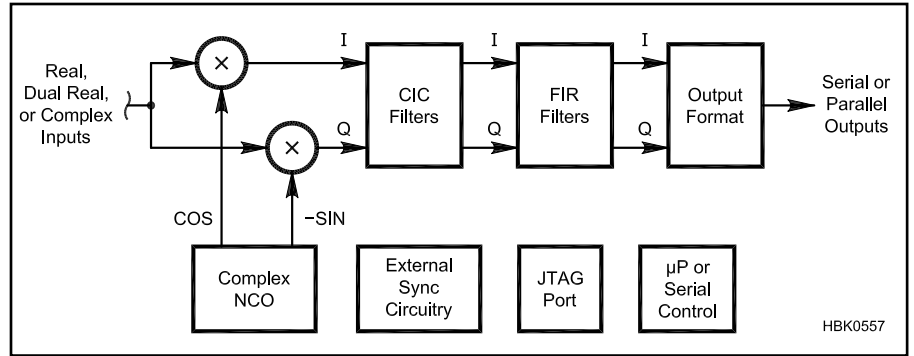 Real,
Dual Real,
or Complex
Inputs
×
×
I
Q
CIC
Filters
I
Q
FIR
Filters
I
Q
Output
Format
Serial or
Parallel
Outputs
COS
–SIN
Complex
NCO
External
Sync
Circuitry
JTAG
Port
µP or
Serial
Control
HBK0557